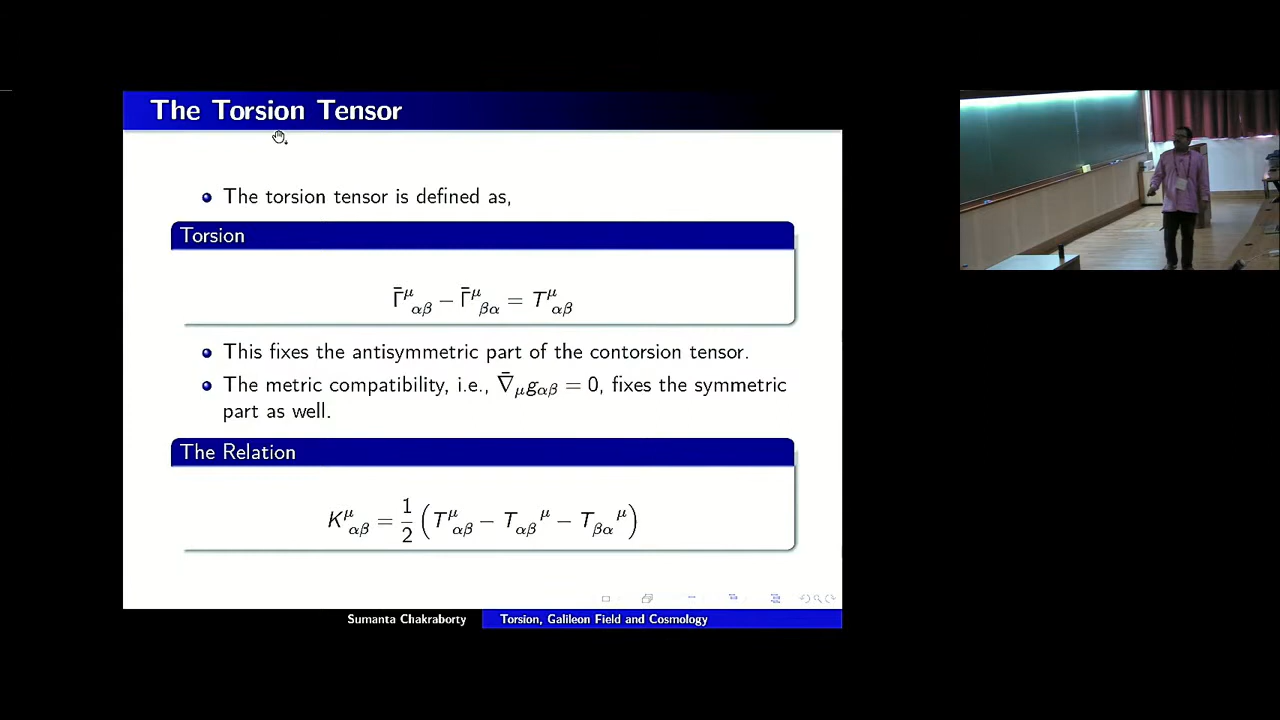 The Torsion Tensor
The torsion tensor is defined as,
Torsion
Γ̄^μ_αβ − Γ̄^μ_βα = T^μ_αβ
This fixes the antisymmetric part of the contorsion tensor.
The metric compatibility, i.e., ∇̄_μ g_αβ = 0, fixes the symmetric
part as well.
The Relation
K^μ_αβ = 1/2 (T^μ_αβ − T_αβ^μ − T_βα^μ)
Sumanta Chakraborty Torsion, Galileon Field and Cosmology